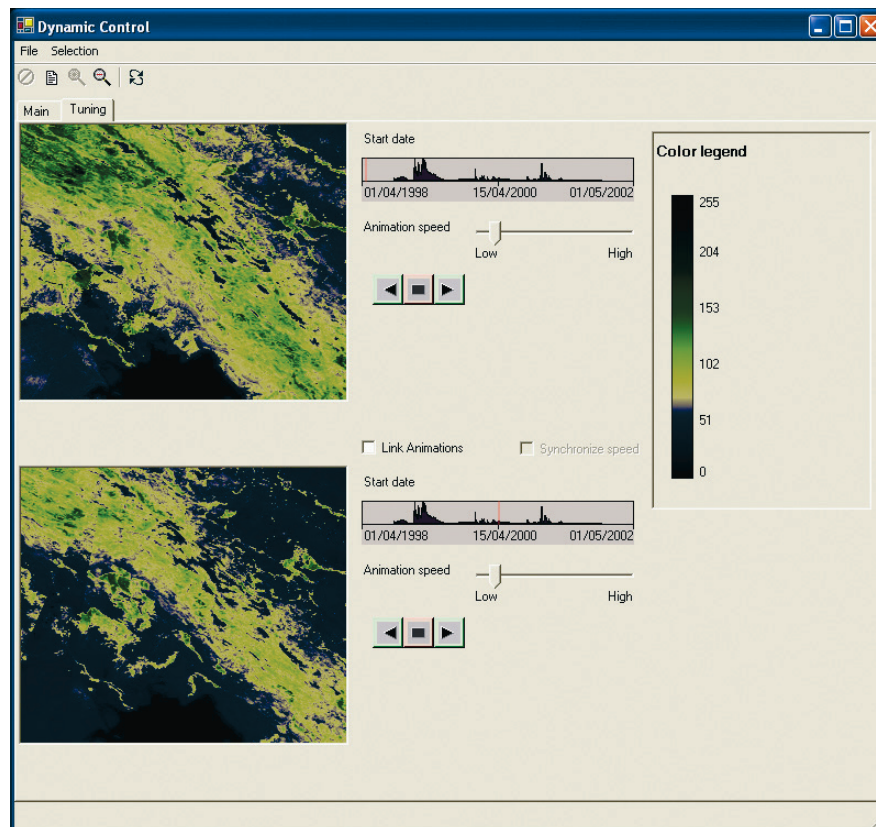 Dynamic Control
File Selection
Main Tuning
Start date
01/04/1998 15/04/2000 01/05/2002
Animation speed
Low High
Color legend
255
204
153
102
51
0
Link Animations Synchronize speed
Start date
01/04/1998 15/04/2000 01/05/2002
Animation speed
Low High